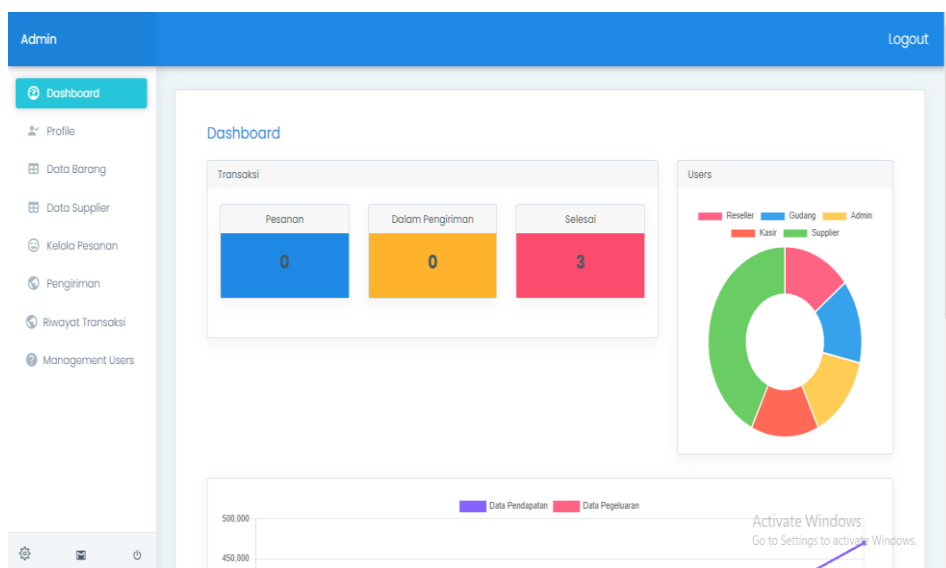 Admin
Logout
Dashboard
Profile
Data Barang
Data Supplier
Kelola Pesanan
Pengiriman
Riwayat Transaksi
Management Users
Dashboard
Transaksi
Pesanan
0
Dalam Pengiriman
0
Selesai
3
Users
Reseller Gudang Admin
Kasir Supplier
Data Pendapatan Data Pegeluaran
500,000
450,000
Activate Windows
Go to Settings to activate Windows.